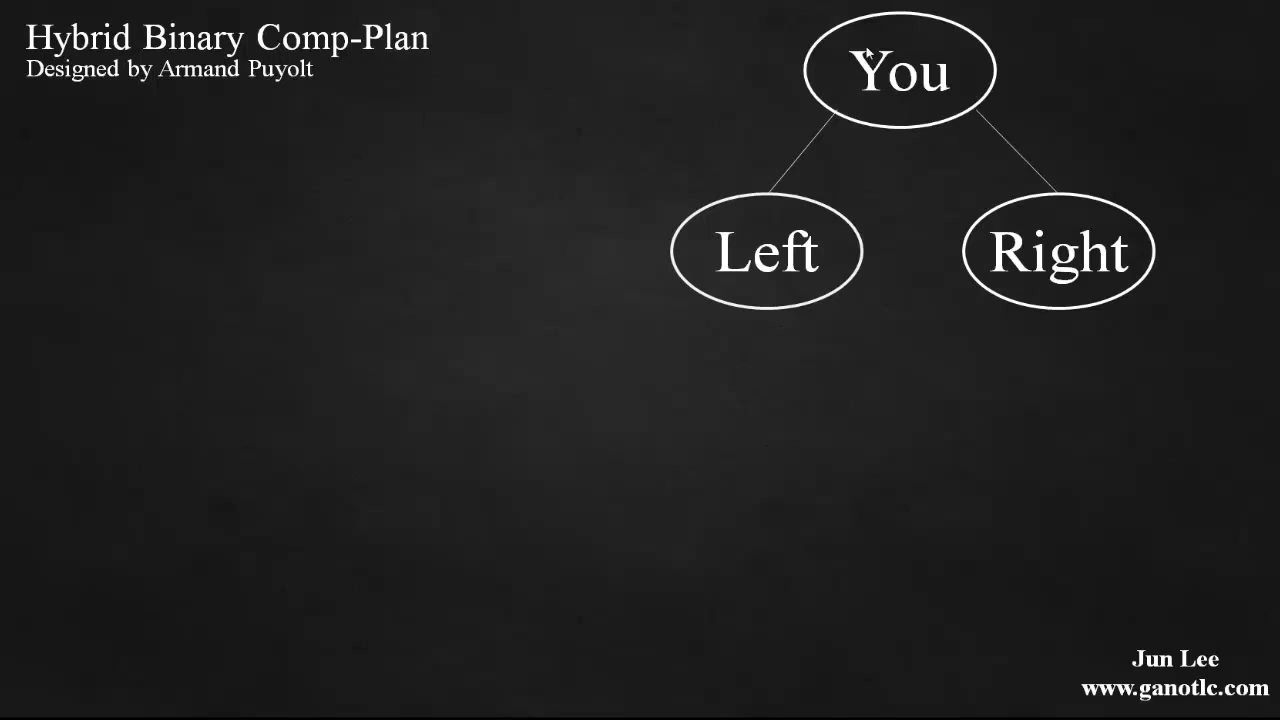 Hybrid Binary Comp-Plan
Designed by Armand Puyolt
You
Left
Right
Jun Lee
www.ganotlc.com